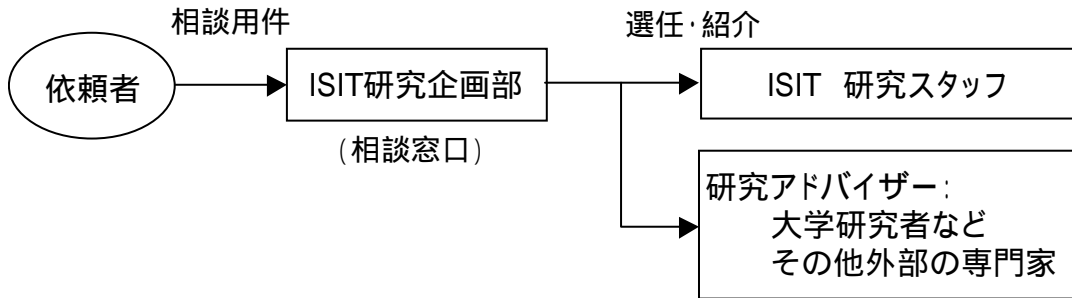 相談用件
選任・紹介
依頼者
ISIT研究企画部
ISIT 研究スタッフ
(相談窓口)
研究アドバイザー:
大学研究者など
その他外部の専門家